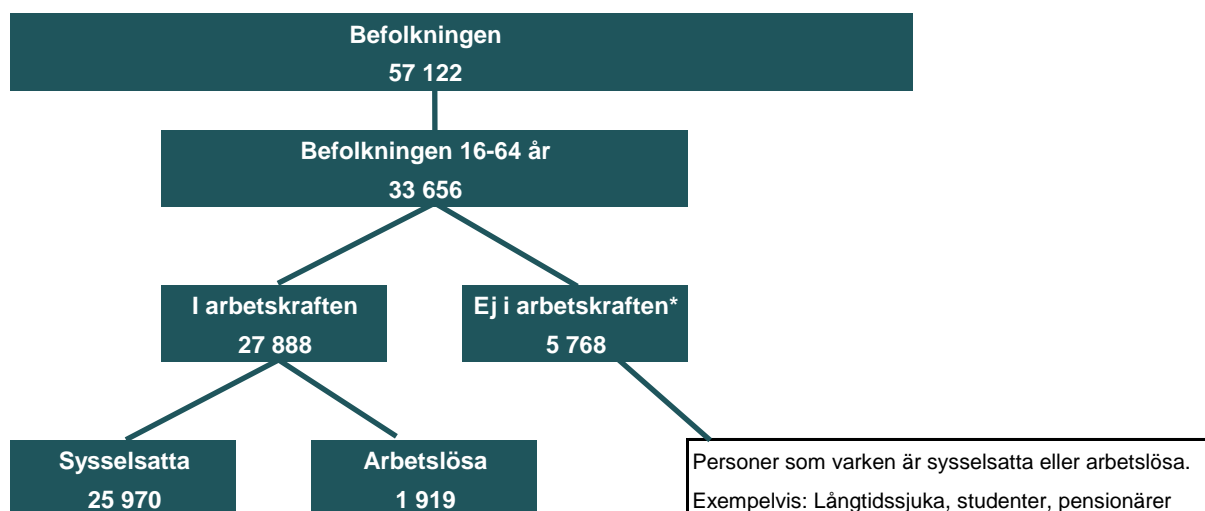 Befolkningen
57 122
Befolkningen 16-64 år
33 656
I arbetskraften
27 888
Ej i arbetskraften*
5 768
Sysselsatta
25 970
Arbetslösa
1 919
Personer som varken är sysselsatta eller arbetslösa.
Exempelvis: Långtidssjuka, studenter, pensionärer